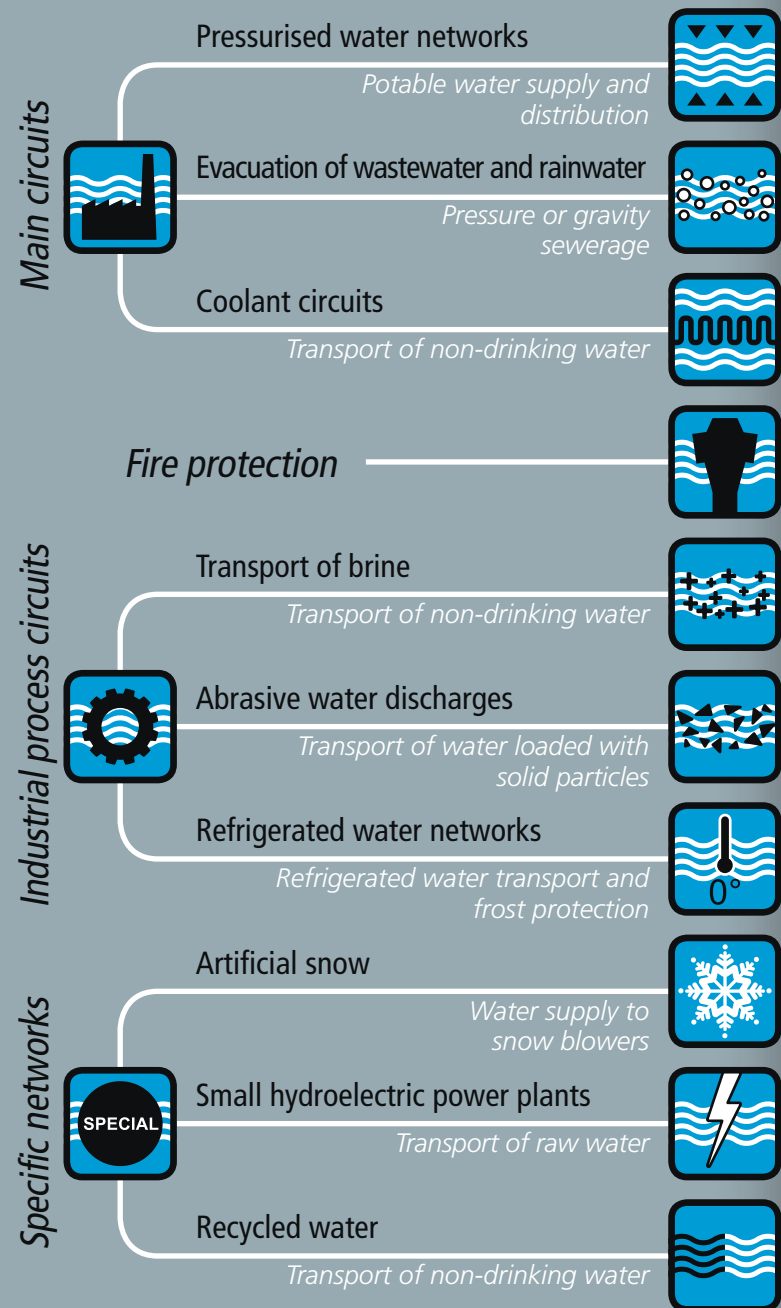 Main circuits
Pressurised water networks
Potable water supply and
distribution
Evacuation of wastewater and rainwater
Pressure or gravity
sewerage
Coolant circuits
Transport of non-drinking water
Fire protection
Industrial process circuits
Transport of brine
Transport of non-drinking water
Abrasive water discharges
Transport of water loaded with
solid particles
Refrigerated water networks
Refrigerated water transport and
frost protection
0°
Specific networks
SPECIAL
Artificial snow
Water supply to
snow blowers
Small hydroelectric power plants
Transport of raw water
Recycled water
Transport of non-drinking water